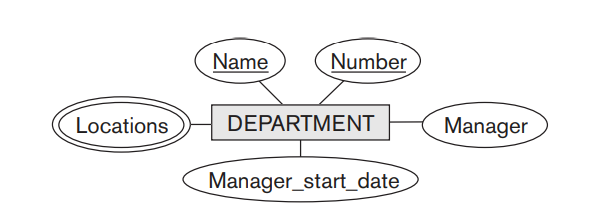 Name
Number
Locations
DEPARTMENT
Manager
Manager_start_date